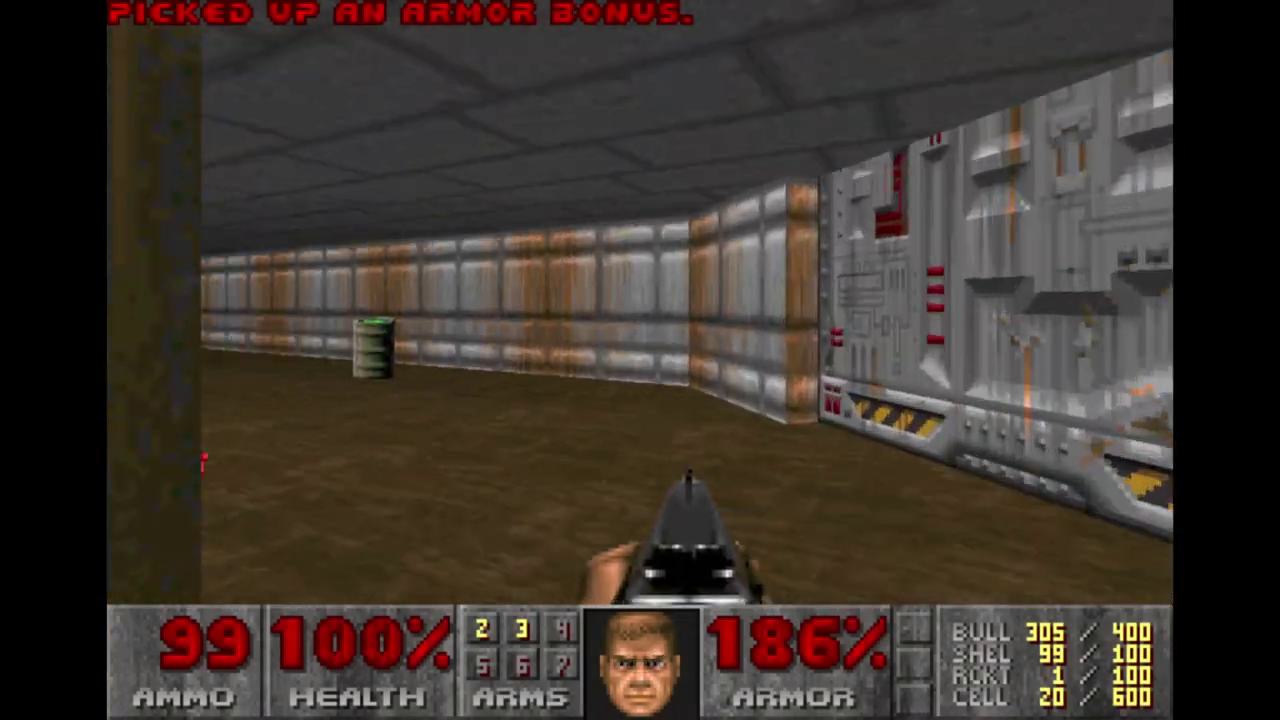 PICKED UP AN ARMOR BONUS.
99 100% 2 3 4 186% BULL 305 / 400
5 6 7 SHEL 99 / 100
RCKT 1 / 100
AMMO HEALTH ARMS ARMOR CELL 20 / 600